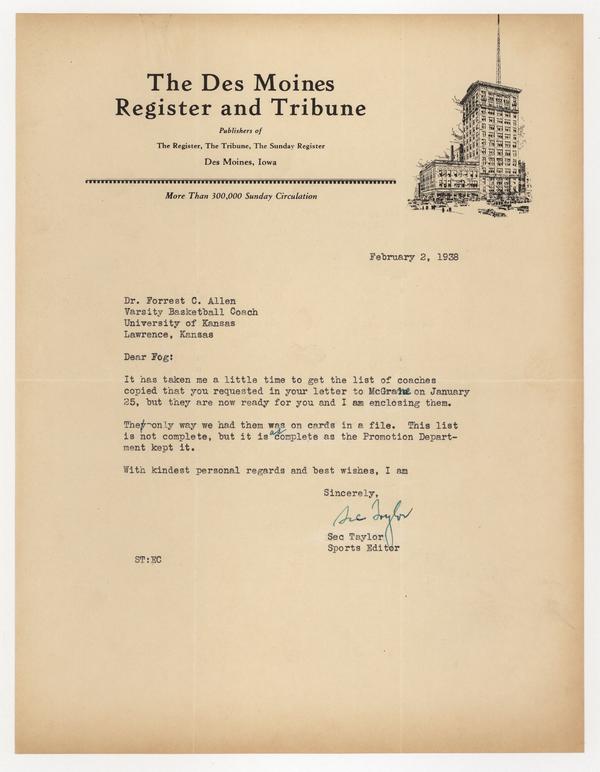 The Des Moines
Register and Tribune
Publishers of
The Register, The Tribune, The Sunday Register
Des Moines, Iowa
More Than 300,000 Sunday Circulation
February 2, 1938
Dr. Forrest C. Allen
Varsity Basketball Coach
University of Kansas
Lawrence, Kansas
Dear Fog:
It has taken me a little time to get the list of coaches
copied that you requested in your letter to McGrane on January
25, but they are now ready for you and I am enclosing them.
The only way we had them was on cards in a file. This list
is not complete, but it is as complete as the Promotion Depart-
ment kept it.
With kindest personal regards and best wishes, I am
Sincerely,
Sec Taylor
Sec Taylor
Sports Editor
ST:EC